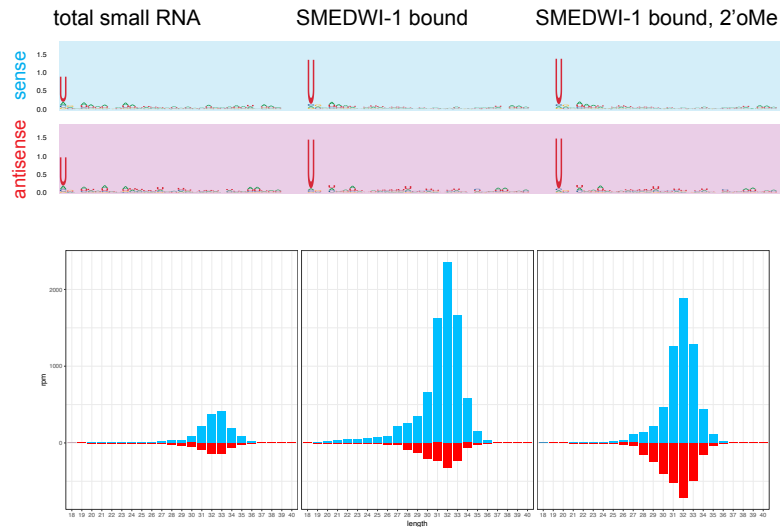 total small RNA SMEDWI-1 bound SMEDWI-1 bound, 2'oMe
sense
1.5
1.0
0.5
0.0
U U U
antisense
1.5
1.0
0.5
0.0
U U U
rpm
2000
1000
0
18 19 20 21 22 23 24 25 26 27 28 29 30 31 32 33 34 35 36 37 38 39 40 18 19 20 21 22 23 24 25 26 27 28 29 30 31 32 33 34 35 36 37 38 39 40 18 19 20 21 22 23 24 25 26 27 28 29 30 31 32 33 34 35 36 37 38 39 40
length